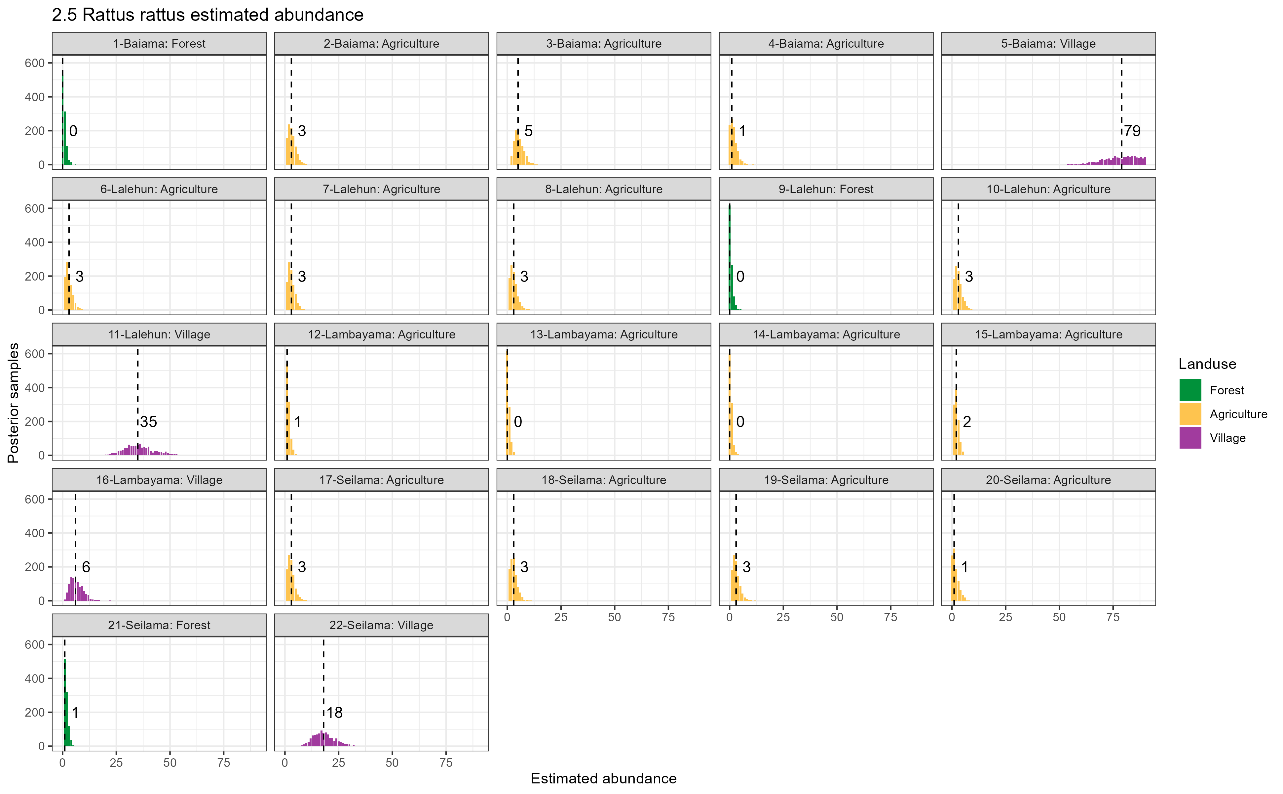 2.5 Rattus rattus estimated abundance
1-Baiama: Forest
2-Baiama: Agriculture
3-Baiama: Agriculture
4-Baiama: Agriculture
5-Baiama: Village
600
400
200
0
0
3
5
1
79
6-Lalehun: Agriculture
7-Lalehun: Agriculture
8-Lalehun: Agriculture
9-Lalehun: Forest
10-Lalehun: Agriculture
600
400
200
0
3
3
3
0
3
11-Lalehun: Village
12-Lambayama: Agriculture
13-Lambayama: Agriculture
14-Lambayama: Agriculture
15-Lambayama: Agriculture
600
400
200
0
35
1
0
0
2
16-Lambayama: Village
17-Seilama: Agriculture
18-Seilama: Agriculture
19-Seilama: Agriculture
20-Seilama: Agriculture
600
400
200
0
6
3
3
3
1
0 25 50 75
0 25 50 75
0 25 50 75
21-Seilama: Forest
22-Seilama: Village
600
400
200
0
1
18
0 25 50 75
0 25 50 75
Estimated abundance
Posterior samples
Landuse
Forest
Agriculture
Village